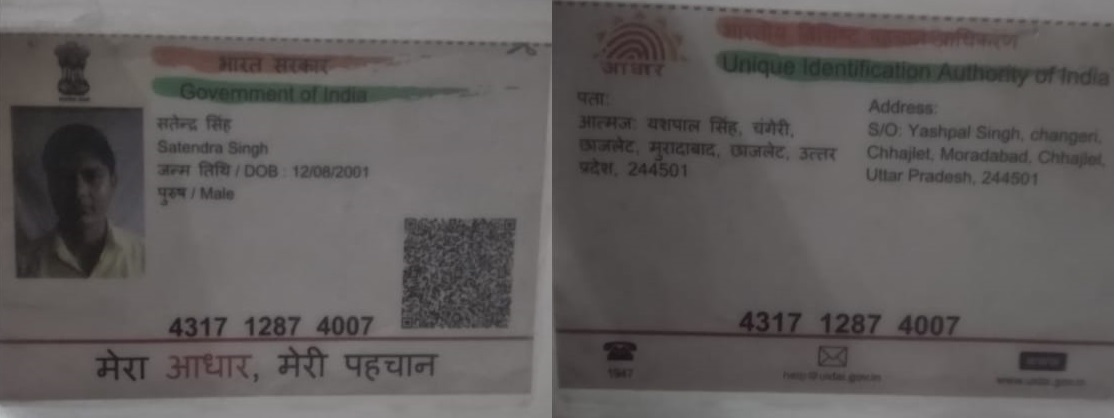 भारत सरकार
Government of India
सतेन्द्र सिंह
Satendra Singh
जन्म तिथि / DOB : 12/08/2001
पुरुष / Male
4317 1287 4007
मेरा आधार, मेरी पहचान
आधार
भारतीय विशिष्ट पहचान प्राधिकरण
Unique Identification Authority of India
पता:
आत्मज: यशपाल सिंह, चंगेरी,
छाजलेट, मुरादाबाद, छाजलेट, उत्तर
प्रदेश, 244501
Address:
S/O: Yashpal Singh, changeri,
Chhajlet, Moradabad, Chhajlet,
Uttar Pradesh, 244501
4317 1287 4007
1947
help@uidai.gov.in
www.uidai.gov.in